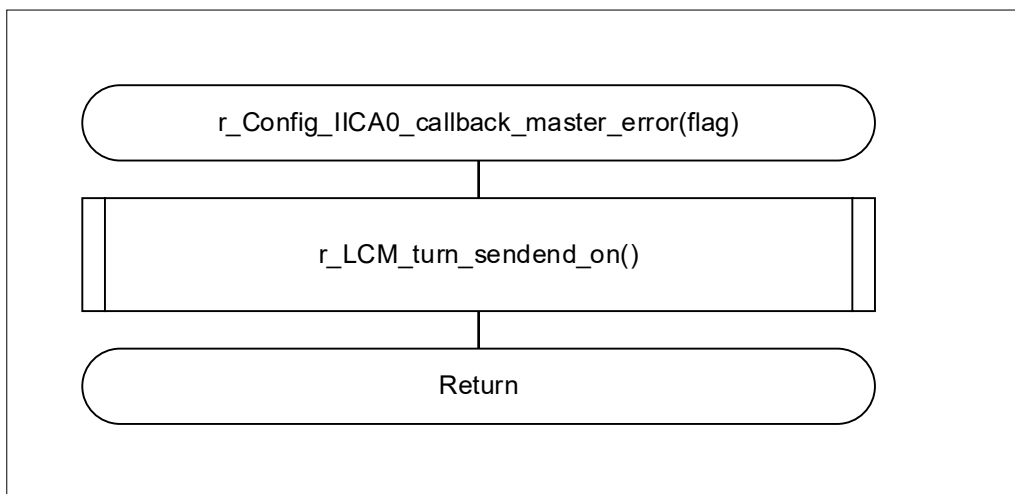 r_Config_IICA0_callback_master_error(flag)
r_LCM_turn_sendend_on()
Return